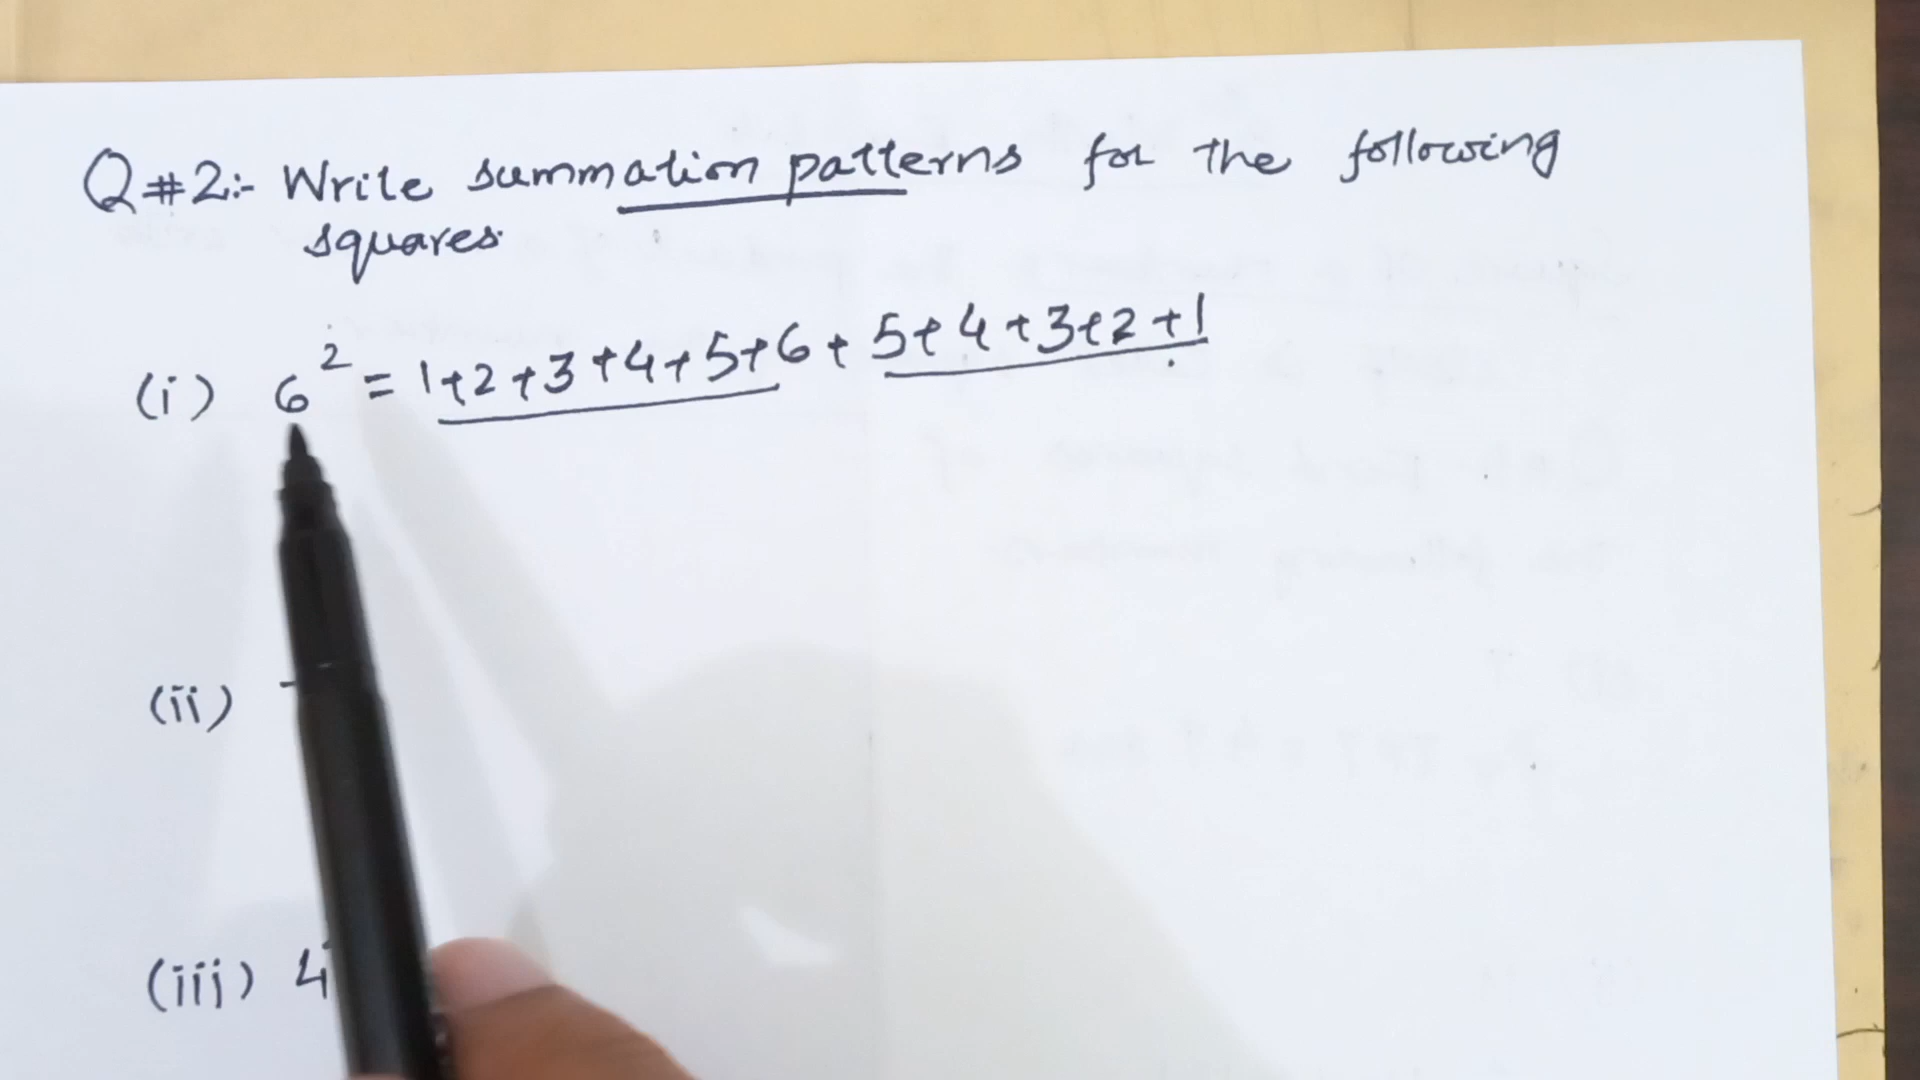 Q#2:- Write summation patterns for the following
squares.
(i) 6² = 1+2+3+4+5+6+5+4+3+2+1
(ii)
(iii) 4